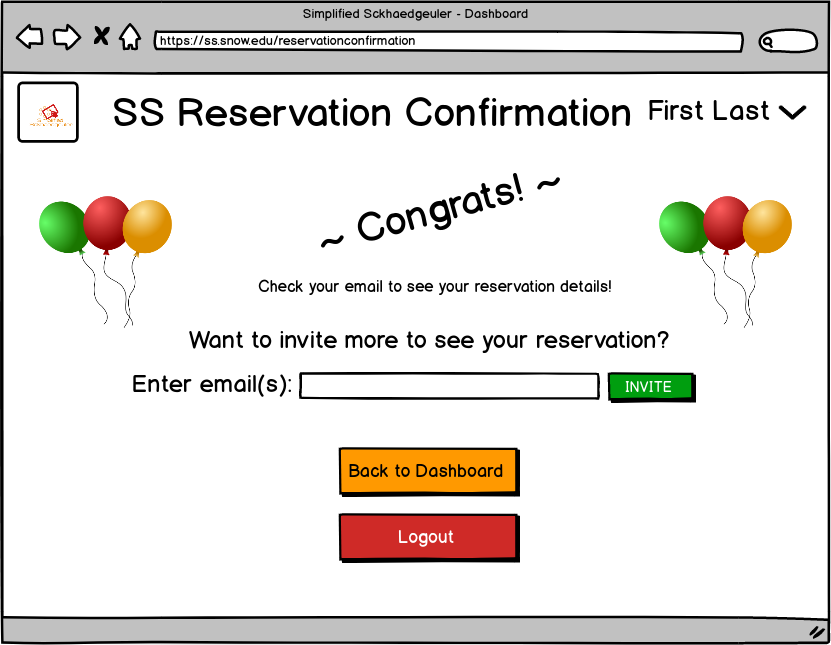 Simplified Sckhaedgeuler - Dashboard
https://ss.snow.edu/reservationconfirmation
SS Reservation Confirmation
First Last
~ Congrats! ~
Check your email to see your reservation details!
Want to invite more to see your reservation?
Enter email(s):
INVITE
Back to Dashboard
Logout